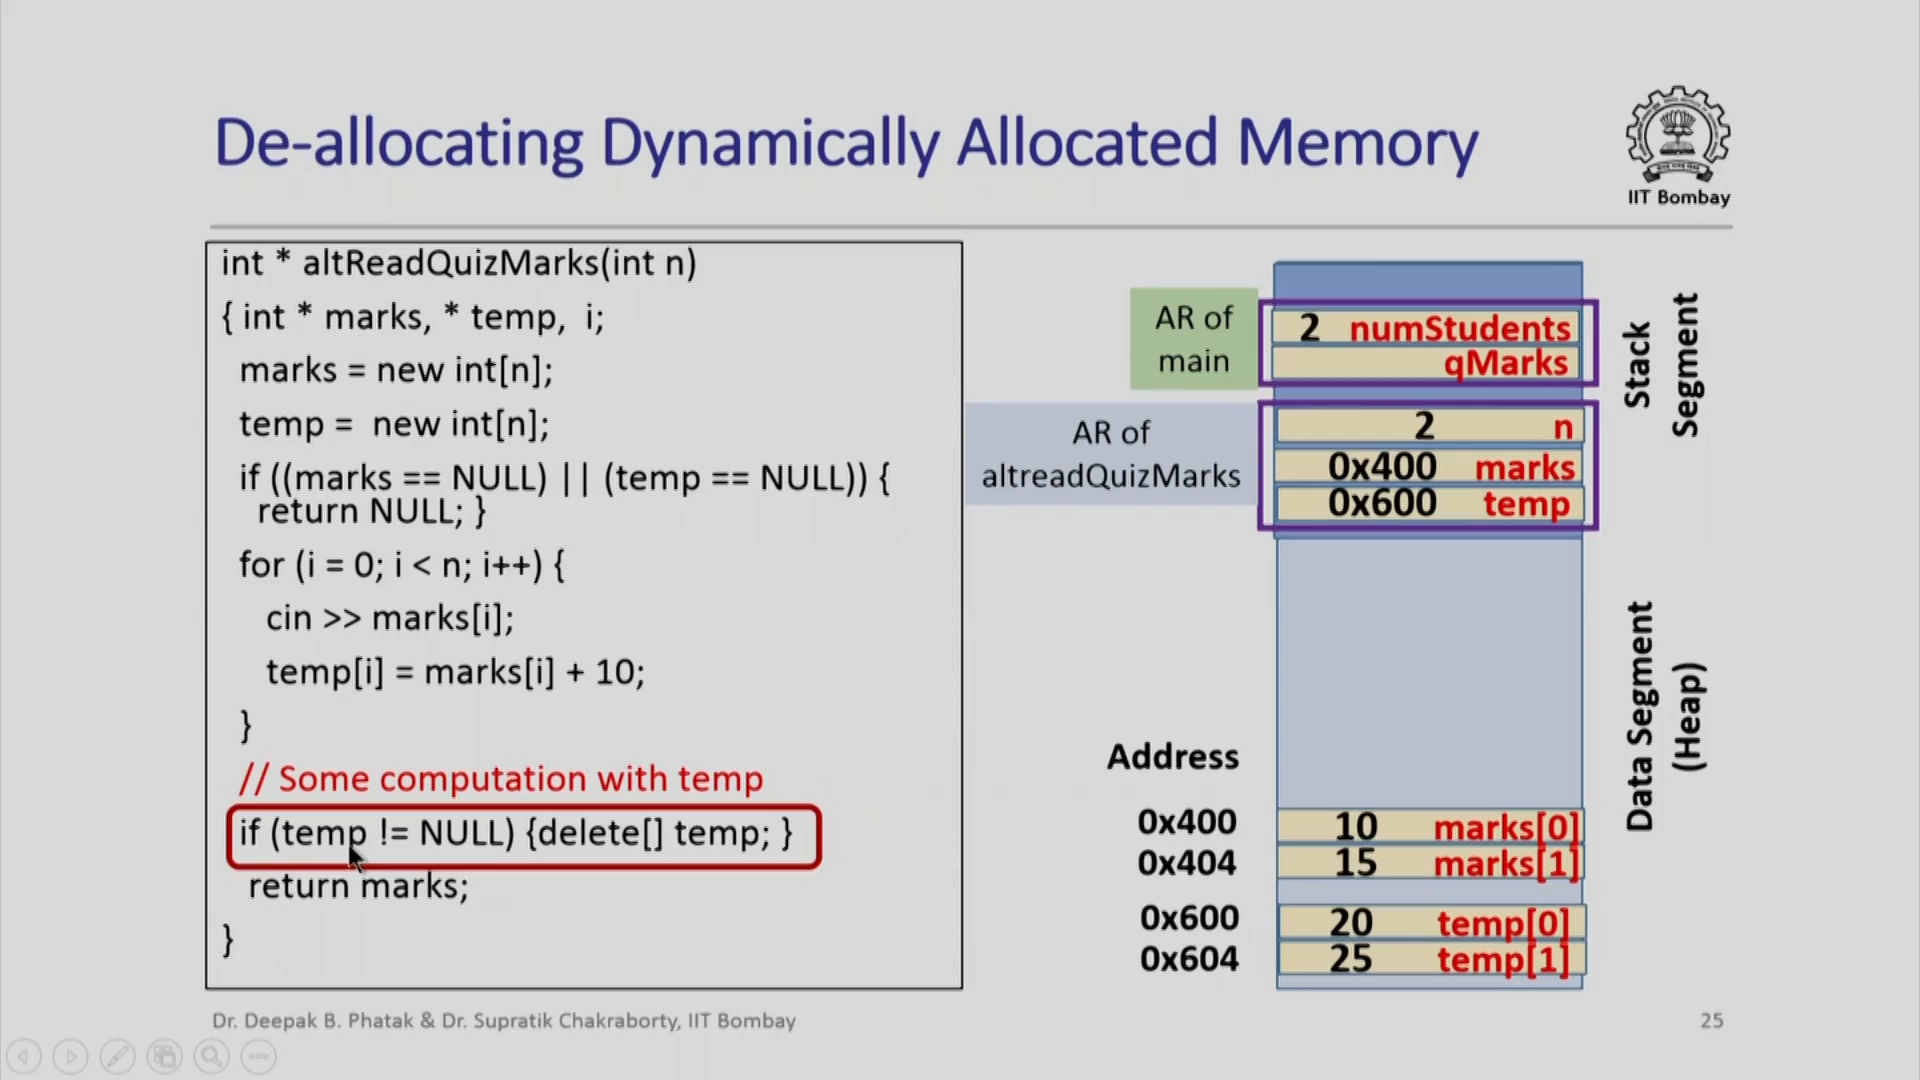 De-allocating Dynamically Allocated Memory
IIT Bombay
int * altReadQuizMarks(int n)
{ int * marks, * temp, i;
marks = new int[n];
temp = new int[n];
if ((marks == NULL) || (temp == NULL)) {
return NULL; }
for (i = 0; i < n; i++) {
cin >> marks[i];
temp[i] = marks[i] + 10;
}
// Some computation with temp
if (temp != NULL) {delete[] temp; }
return marks;
}
AR of
main
2 numStudents
qMarks
AR of
altreadQuizMarks
2 n
0x400 marks
0x600 temp
Stack
Segment
Data Segment
(Heap)
Address
0x400 10 marks[0]
0x404 15 marks[1]
0x600 20 temp[0]
0x604 25 temp[1]
Dr. Deepak B. Phatak & Dr. Supratik Chakraborty, IIT Bombay
25